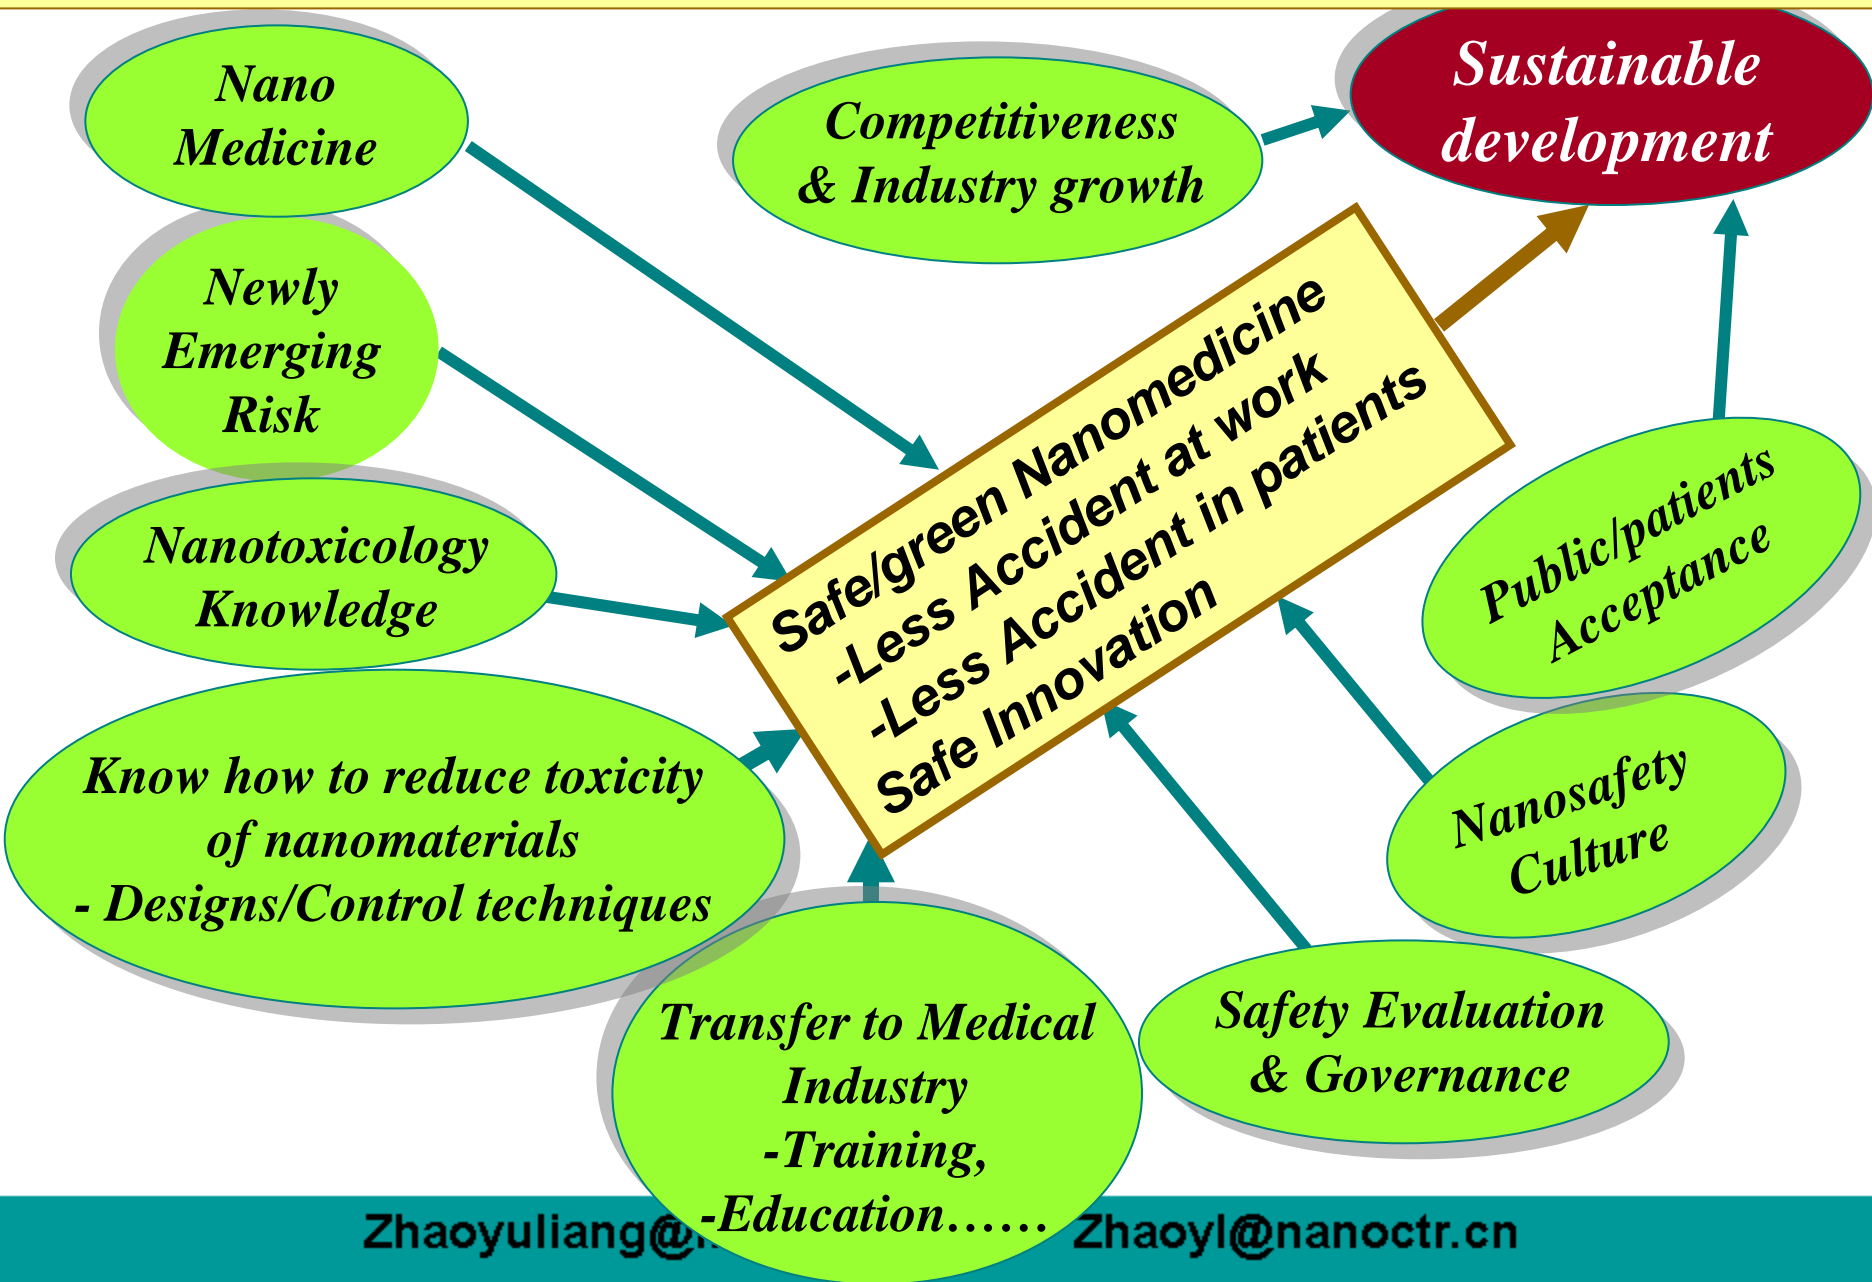 Nano
Medicine
Competitiveness
& Industry growth
Sustainable
development
Newly
Emerging
Risk
Nanotoxicology
Knowledge
Safe/green Nanomedicine
-Less Accident at work
-Less Accident in patients
Safe Innovation
Public/patients
Acceptance
Know how to reduce toxicity
of nanomaterials
- Designs/Control techniques
Nanosafety
Culture
Transfer to Medical
Industry
-Training,
-Education……
Safety Evaluation
& Governance
Zhaoyuliang@
Zhaoyl@nanoctr.cn